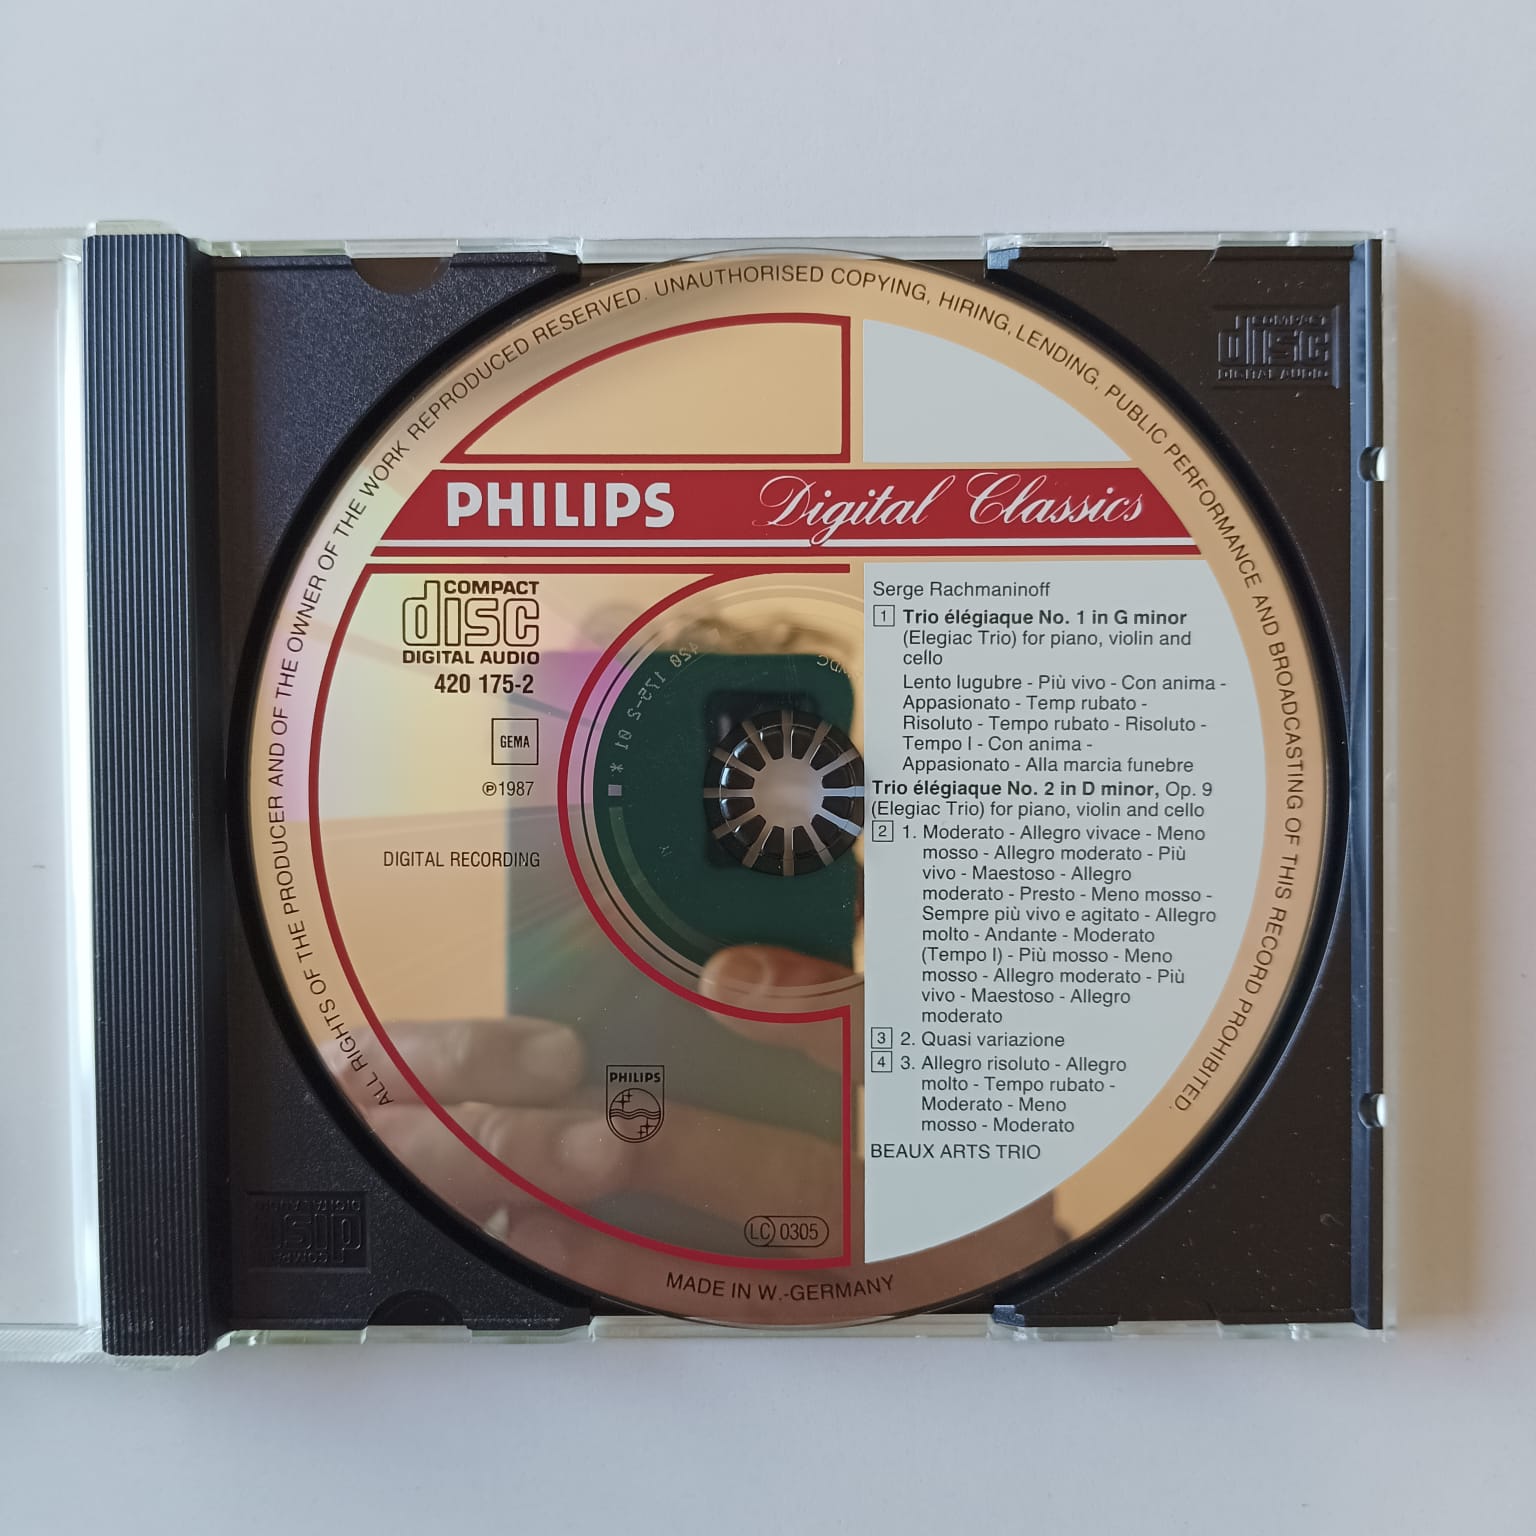 ALL RIGHTS OF THE PRODUCER AND OF THE OWNER OF THE WORK REPRODUCED RESERVED. UNAUTHORISED COPYING, HIRING, LENDING, PUBLIC PERFORMANCE AND BROADCASTING OF THIS RECORD PROHIBITED.
COMPACT
disc
DIGITAL AUDIO
PHILIPS Digital Classics
COMPACT
disc
DIGITAL AUDIO
420 175-2
GEMA
℗1987
DIGITAL RECORDING
420 175-2 01 *
Serge Rachmaninoff
1 Trio élégiaque No. 1 in G minor
(Elegiac Trio) for piano, violin and
cello
Lento lugubre - Più vivo - Con anima -
Appasionato - Temp rubato -
Risoluto - Tempo rubato - Risoluto -
Tempo I - Con anima -
Appasionato - Alla marcia funebre
Trio élégiaque No. 2 in D minor, Op. 9
(Elegiac Trio) for piano, violin and cello
2 1. Moderato - Allegro vivace - Meno
mosso - Allegro moderato - Più
vivo - Maestoso - Allegro
moderato - Presto - Meno mosso -
Sempre più vivo e agitato - Allegro
molto - Andante - Moderato
(Tempo I) - Più mosso - Meno
mosso - Allegro moderato - Più
vivo - Maestoso - Allegro
moderato
3 2. Quasi variazione
4 3. Allegro risoluto - Allegro
molto - Tempo rubato -
Moderato - Meno
mosso - Moderato
BEAUX ARTS TRIO
PHILIPS
LC 0305
MADE IN W.-GERMANY
COMPACT
disc
DIGITAL AUDIO